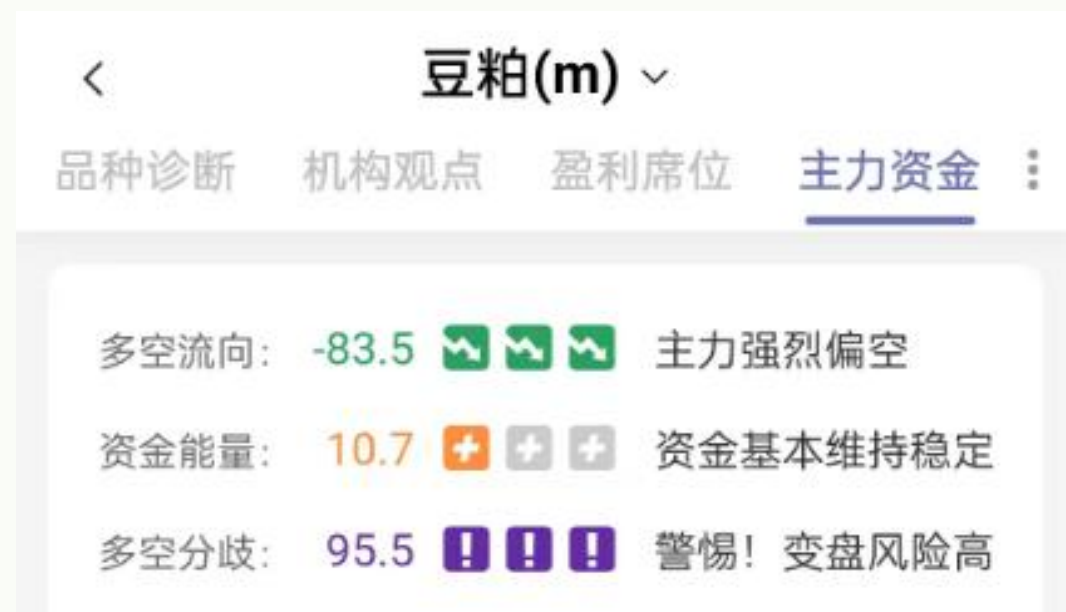 豆粕(m)
品种诊断 机构观点 盈利席位 主力资金
多空流向: -83.5 主力强烈偏空
资金能量: 10.7 资金基本维持稳定
多空分歧: 95.5 警惕！变盘风险高